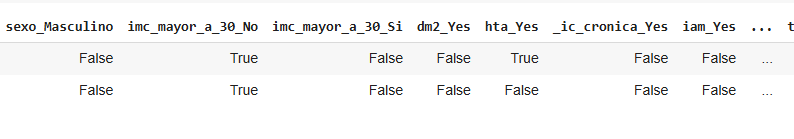 sexo_Masculino imc_mayor_a_30_No imc_mayor_a_30_Si dm2_Yes hta_Yes _ic_cronica_Yes iam_Yes ... t
False True False False True False False ...
False True False False False False False ...